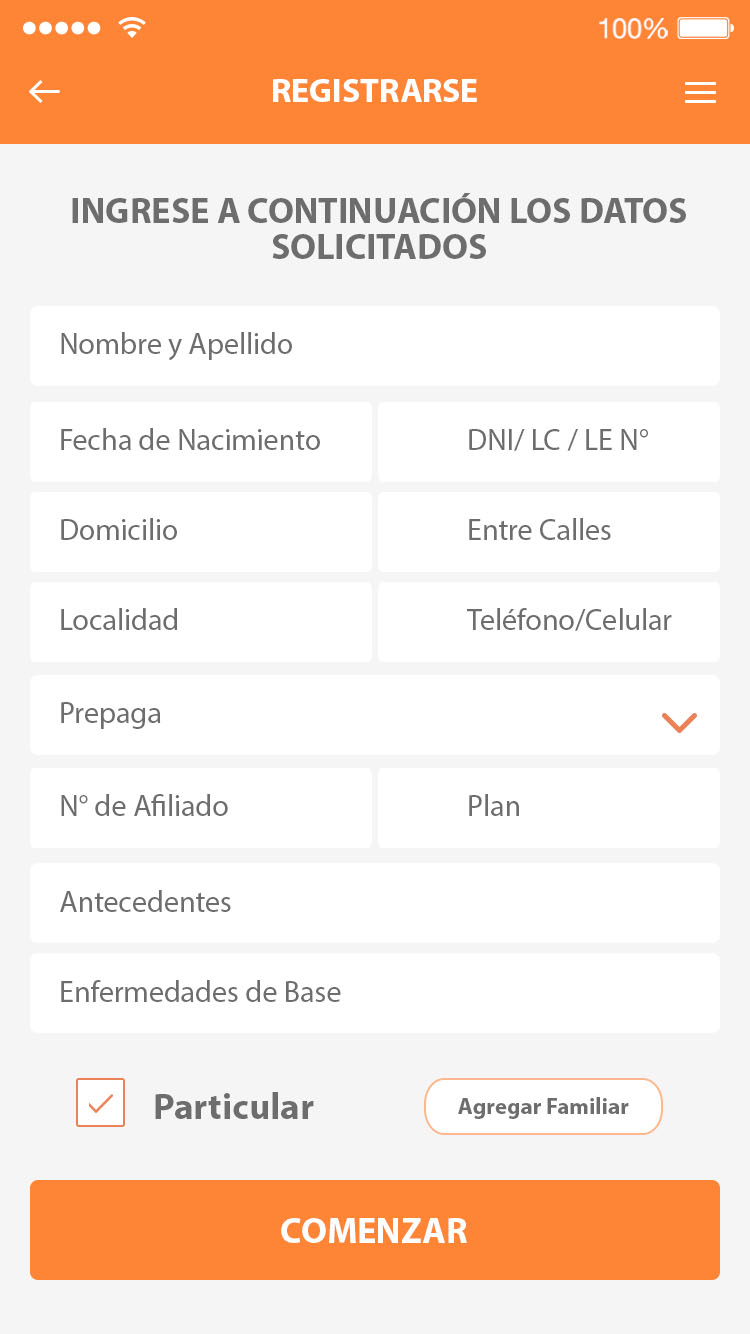 100%
REGISTRARSE
INGRESE A CONTINUACIÓN LOS DATOS
SOLICITADOS
Nombre y Apellido
Fecha de Nacimiento
DNI/ LC / LE N°
Domicilio
Entre Calles
Localidad
Teléfono/Celular
Prepaga
N° de Afiliado
Plan
Antecedentes
Enfermedades de Base
Particular
Agregar Familiar
COMENZAR